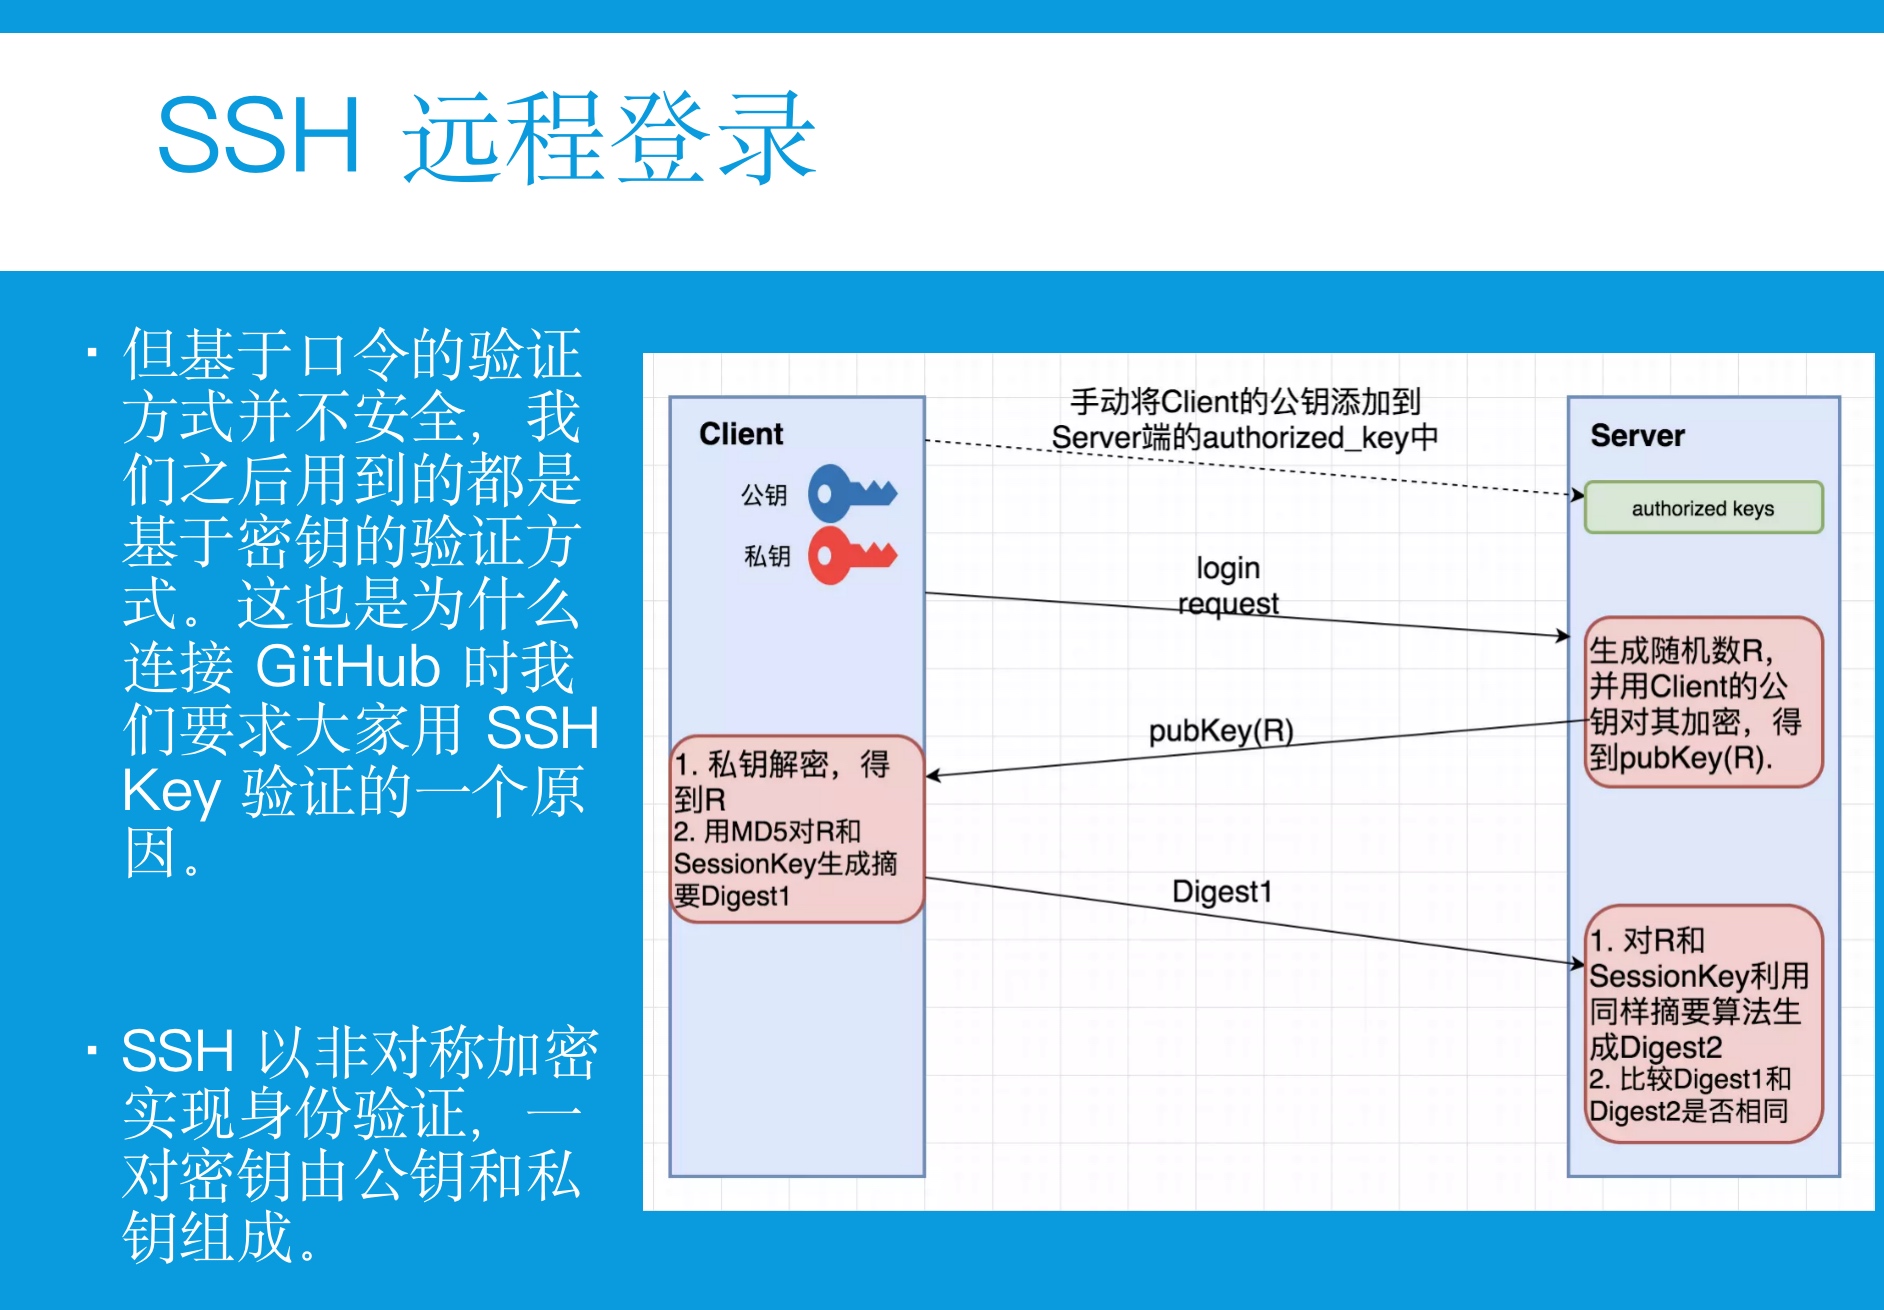 SSH 远程登录
▪ 但基于口令的验证
方式并不安全，我
们之后用到的都是
基于密钥的验证方
式。这也是为什么
连接 GitHub 时我
们要求大家用 SSH
Key 验证的一个原
因。
▪ SSH 以非对称加密
实现身份验证，一
对密钥由公钥和私
钥组成。
手动将Client的公钥添加到
Server端的authorized_key中
Client
公钥
私钥
Server
authorized keys
login
request
生成随机数R，
并用Client的公
钥对其加密，得
到pubKey(R).
pubKey(R)
1. 私钥解密，得
到R
2. 用MD5对R和
SessionKey生成摘
要Digest1
Digest1
1. 对R和
SessionKey利用
同样摘要算法生
成Digest2
2. 比较Digest1和
Digest2是否相同